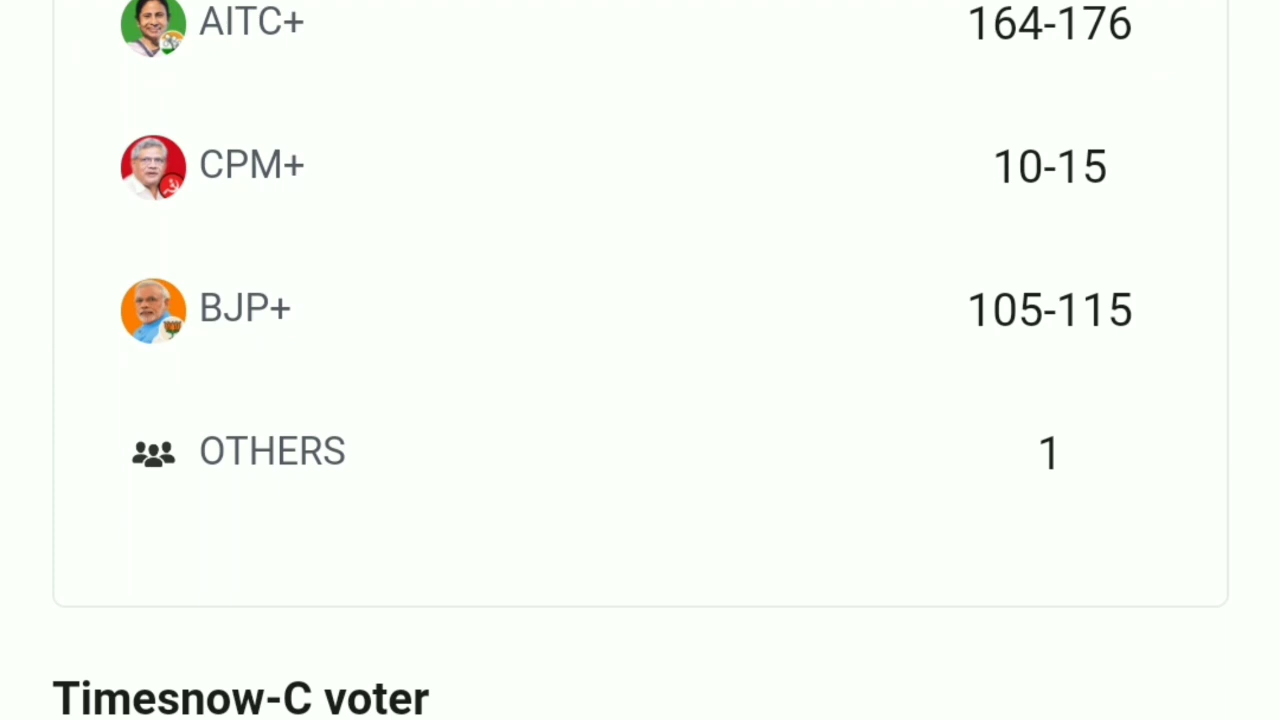 AITC+ 164-176
CPM+ 10-15
BJP+ 105-115
OTHERS 1
Timesnow-C voter